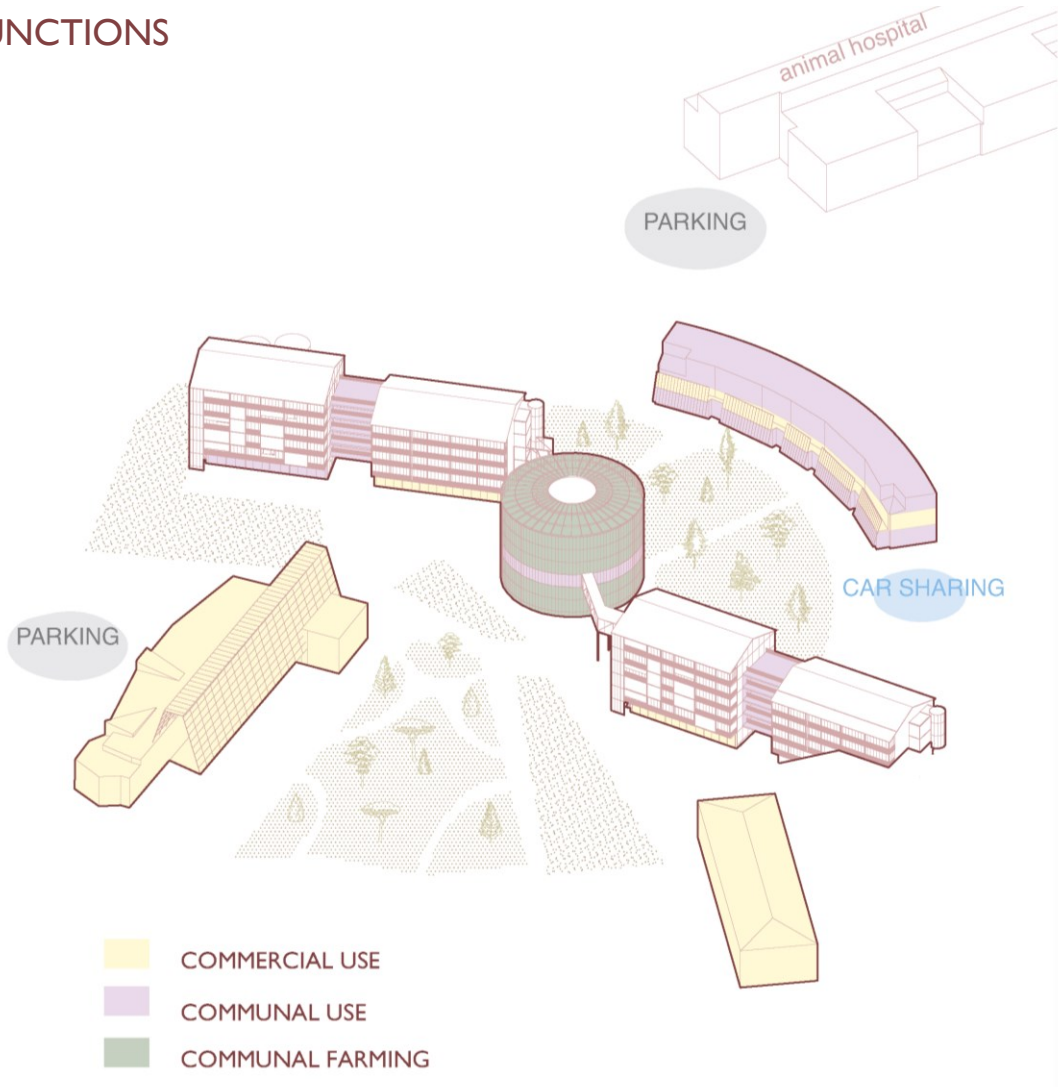 UNCTIONS
animal hospital
PARKING
CAR SHARING
PARKING
COMMERCIAL USE
COMMUNAL USE
COMMUNAL FARMING